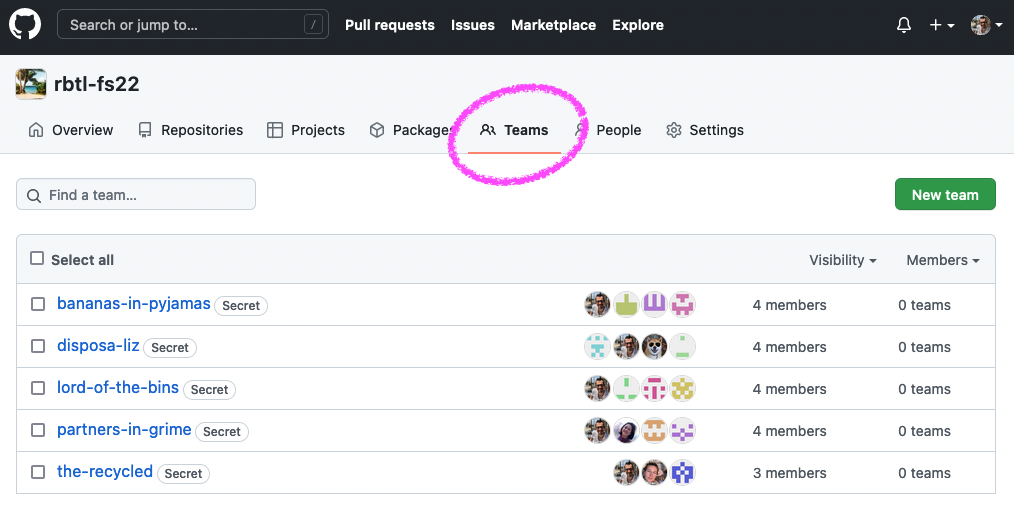 Search or jump to... / Pull requests Issues Marketplace Explore
rbtl-fs22
Overview Repositories Projects Packages Teams People Settings
Find a team... New team
Select all Visibility Members
bananas-in-pyjamas Secret 4 members 0 teams
disposa-liz Secret 4 members 0 teams
lord-of-the-bins Secret 4 members 0 teams
partners-in-grime Secret 4 members 0 teams
the-recycled Secret 3 members 0 teams